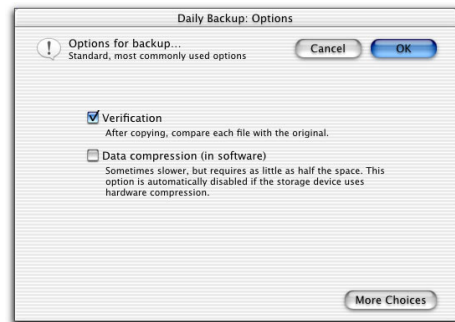 Daily Backup: Options
Options for backup...
Standard, most commonly used options
Cancel
OK
Verification
After copying, compare each file with the original.
Data compression (in software)
Sometimes slower, but requires as little as half the space. This
option is automatically disabled if the storage device uses
hardware compression.
More Choices